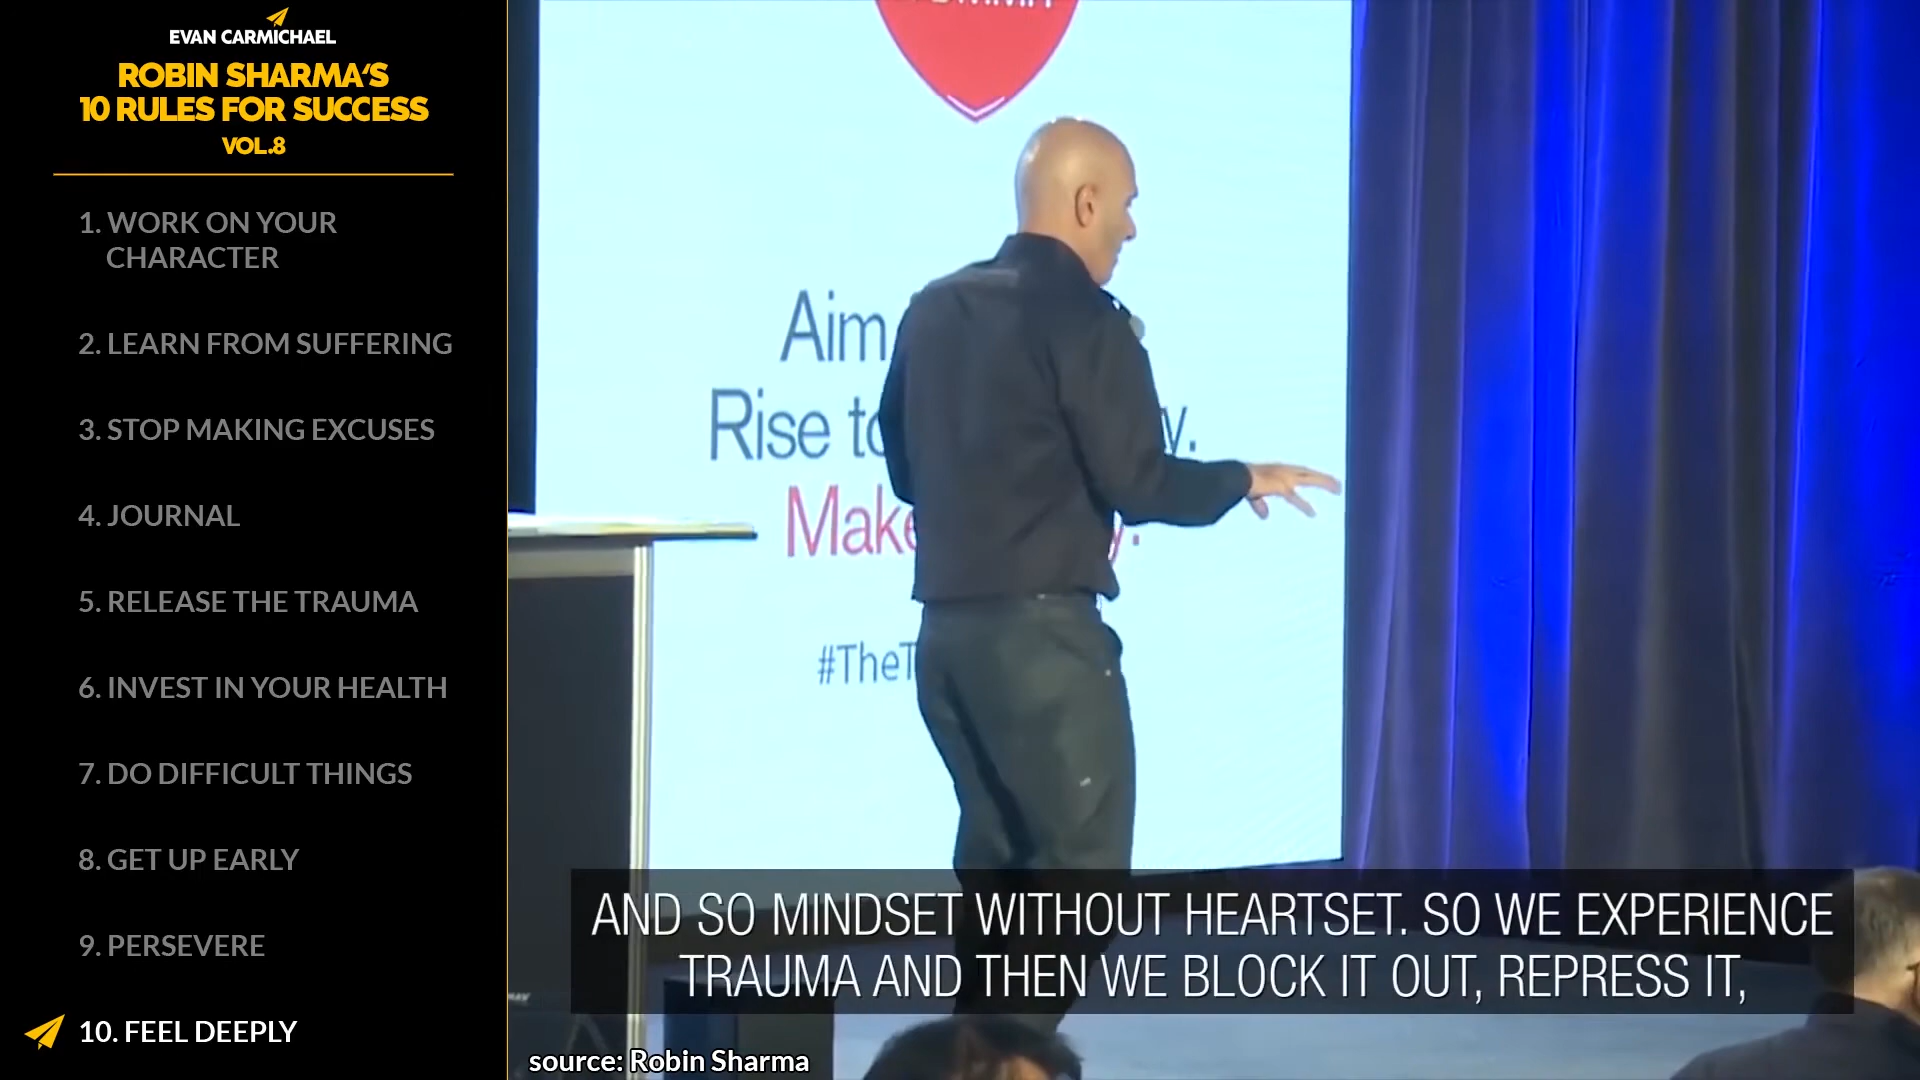 EVAN CARMICHAEL
ROBIN SHARMA'S
10 RULES FOR SUCCESS
VOL.8
1. WORK ON YOUR
CHARACTER
2. LEARN FROM SUFFERING
3. STOP MAKING EXCUSES
4. JOURNAL
5. RELEASE THE TRAUMA
6. INVEST IN YOUR HEALTH
7. DO DIFFICULT THINGS
8. GET UP EARLY
9. PERSEVERE
10. FEEL DEEPLY
Aim
Rise to
Make
#TheT
AND SO MINDSET WITHOUT HEARTSET. SO WE EXPERIENCE
TRAUMA AND THEN WE BLOCK IT OUT, REPRESS IT,
source: Robin Sharma